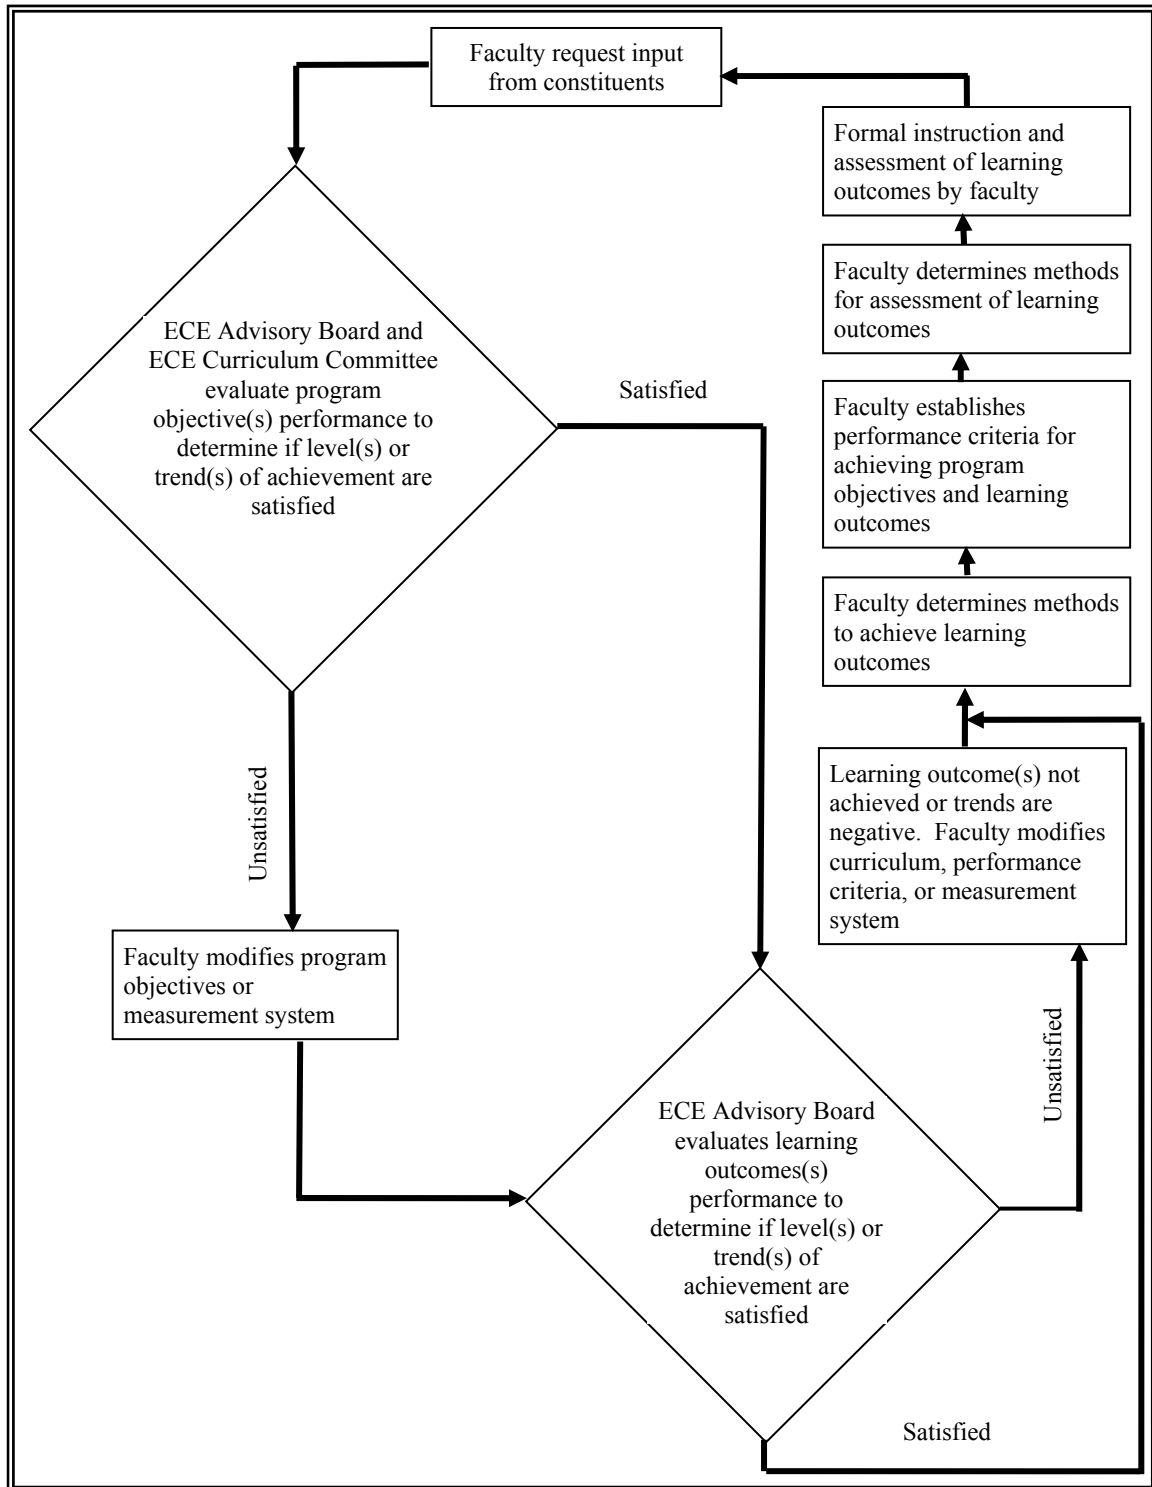 Faculty request input
from constituents
Formal instruction and
assessment of learning
outcomes by faculty
Faculty determines methods
for assessment of learning
outcomes
ECE Advisory Board and
ECE Curriculum Committee
evaluate program
objective(s) performance to
determine if level(s) or
trend(s) of achievement are
satisfied
Satisfied
Faculty establishes
performance criteria for
achieving program
objectives and learning
outcomes
Faculty determines methods
to achieve learning
outcomes
Unsatisfied
Learning outcome(s) not
achieved or trends are
negative.  Faculty modifies
curriculum, performance
criteria, or measurement
system
Faculty modifies program
objectives or
measurement system
Unsatisfied
ECE Advisory Board
evaluates learning
outcomes(s)
performance to
determine if level(s) or
trend(s) of
achievement are
satisfied
Satisfied